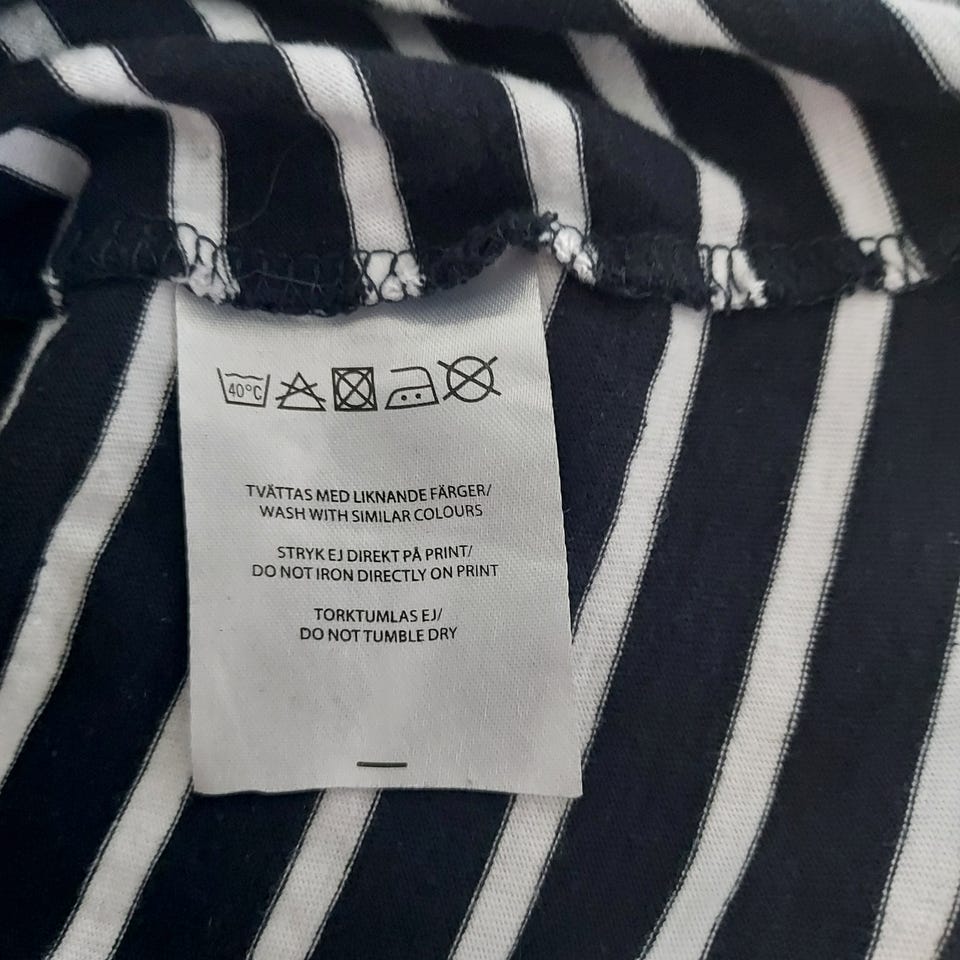 40°C
TVÄTTAS MED LIKNANDE FÄRGER/
WASH WITH SIMILAR COLOURS
STRYK EJ DIREKT PÅ PRINT/
DO NOT IRON DIRECTLY ON PRINT
TORKTUMLAS EJ/
DO NOT TUMBLE DRY